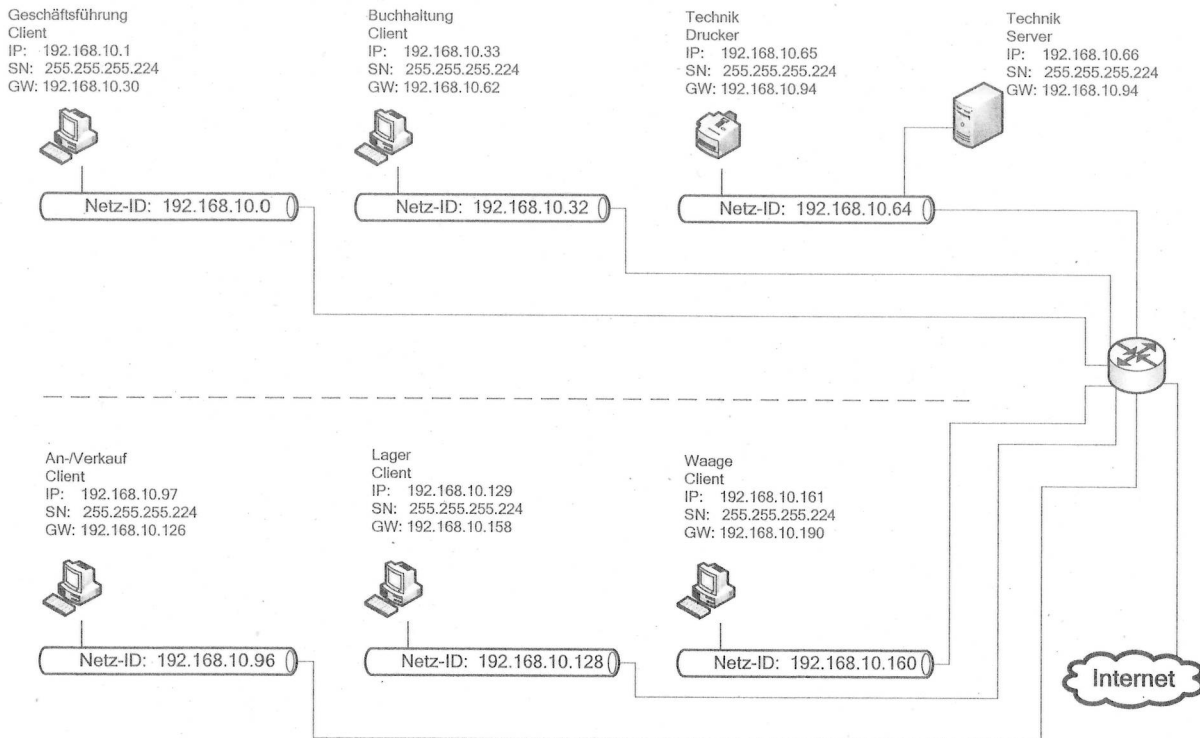 Geschäftsführung
Client
IP: 192.168.10.1
SN: 255.255.255.224
GW: 192.168.10.30
Buchhaltung
Client
IP: 192.168.10.33
SN: 255.255.255.224
GW: 192.168.10.62
Technik
Drucker
IP: 192.168.10.65
SN: 255.255.255.224
GW: 192.168.10.94
Technik
Server
IP: 192.168.10.66
SN: 255.255.255.224
GW: 192.168.10.94
Netz-ID: 192.168.10.0
Netz-ID: 192.168.10.32
Netz-ID: 192.168.10.64
An-/Verkauf
Client
IP: 192.168.10.97
SN: 255.255.255.224
GW: 192.168.10.126
Lager
Client
IP: 192.168.10.129
SN: 255.255.255.224
GW: 192.168.10.158
Waage
Client
IP: 192.168.10.161
SN: 255.255.255.224
GW: 192.168.10.190
Netz-ID: 192.168.10.96
Netz-ID: 192.168.10.128
Netz-ID: 192.168.10.160
Internet